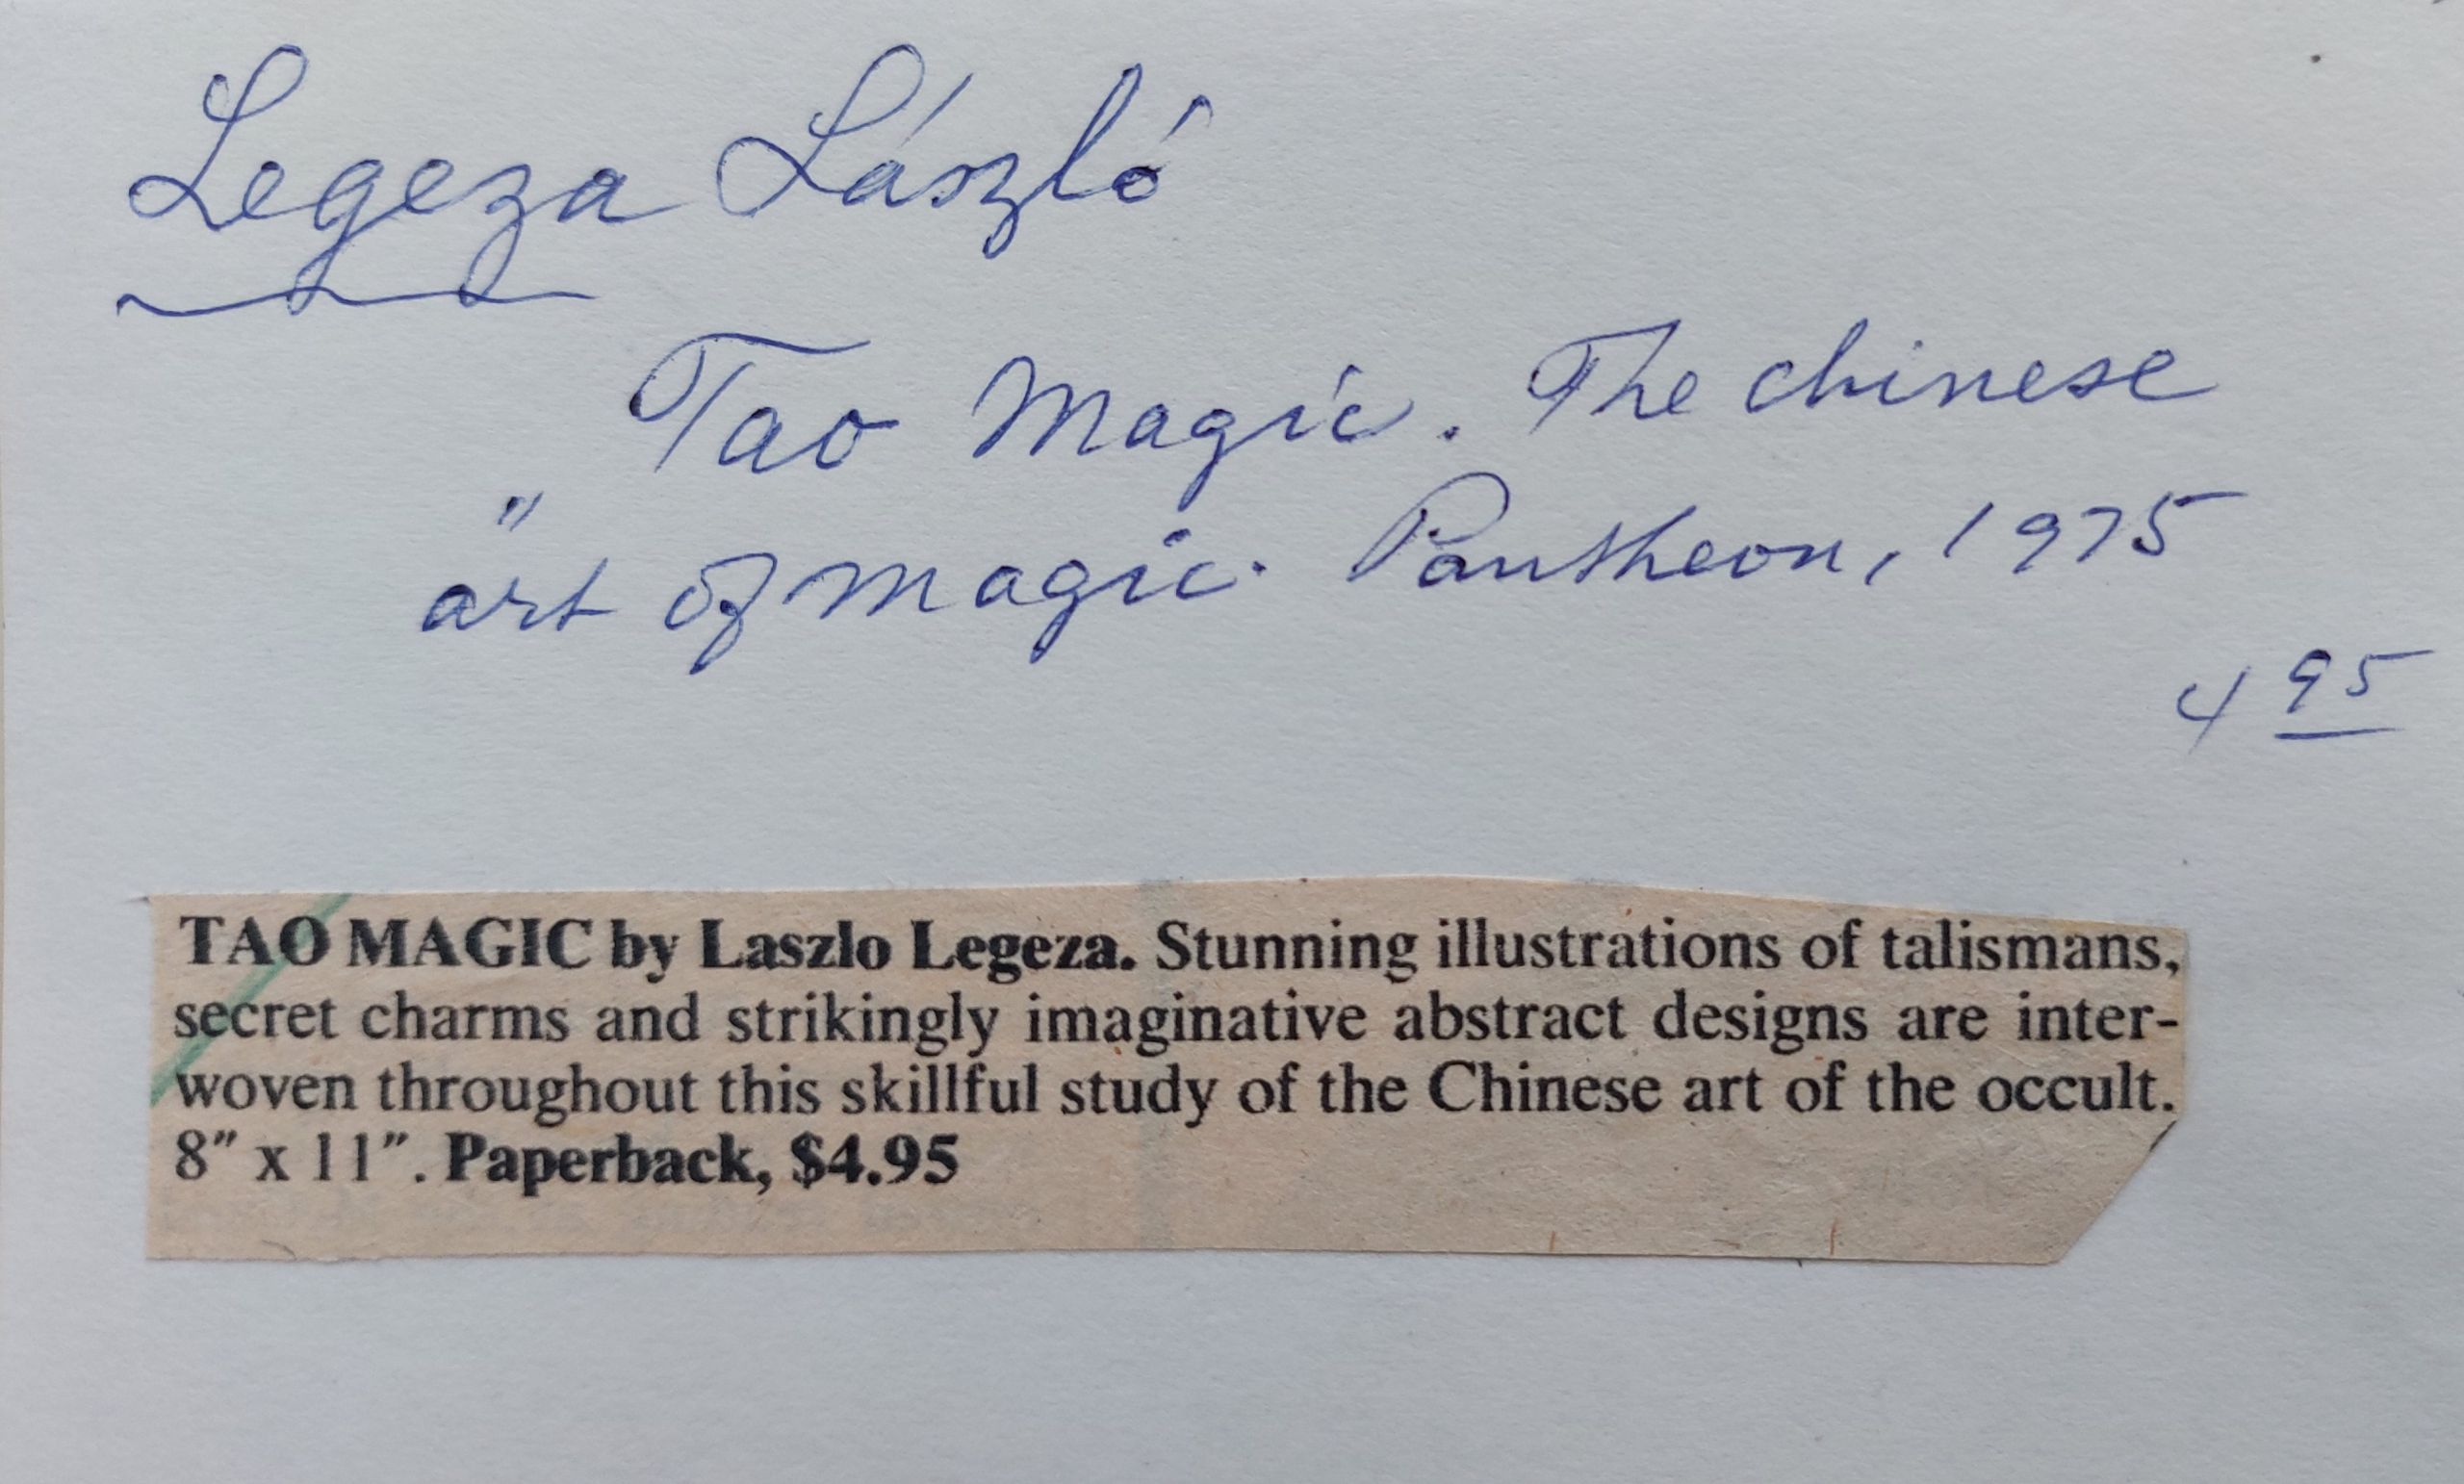 Legeza László
Tao Magic. The chinese
"
art of magic. Pantheon, 1975
4 95
TAO MAGIC by Laszlo Legeza. Stunning illustrations of talismans,
secret charms and strikingly imaginative abstract designs are inter-
woven throughout this skillful study of the Chinese art of the occult.
8" x 11". Paperback, $4.95